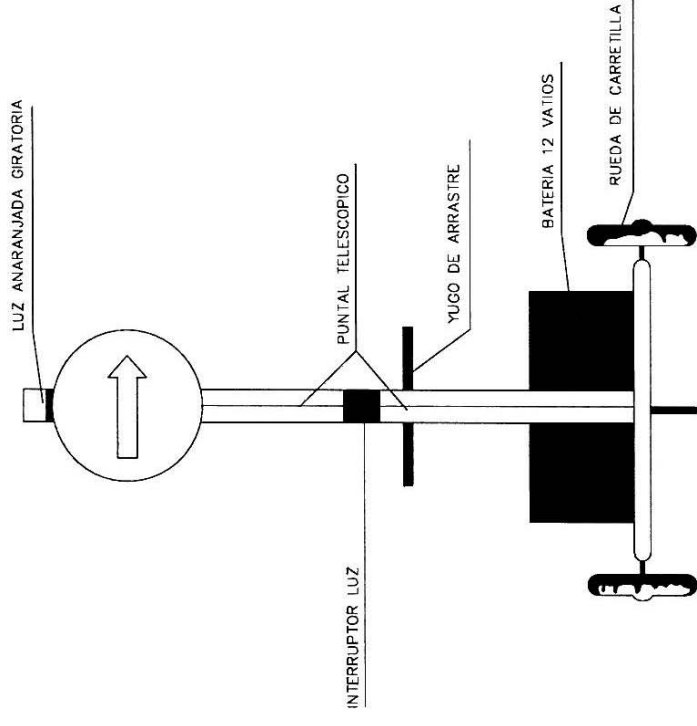 LUZ ANARANJADA GIRATORIA
PUNTAL TELESCOPICO
YUGO DE ARRASTRE
BATERIA 12 VATIOS
RUEDA DE CARRETILLA
INTERRUPTOR LUZ